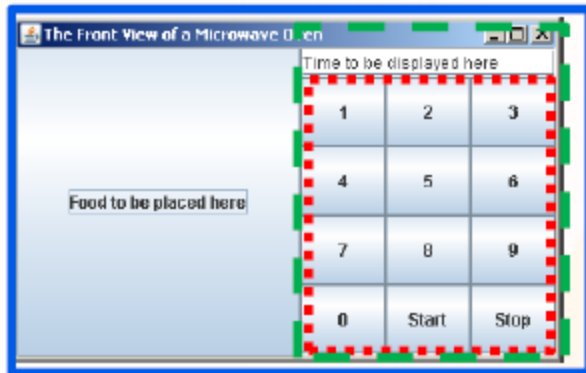 The Front View of a Microwave Oven
Time to be displayed here
1 2 3
4 5 6
Food to be placed here
7 8 9
0 Start Stop